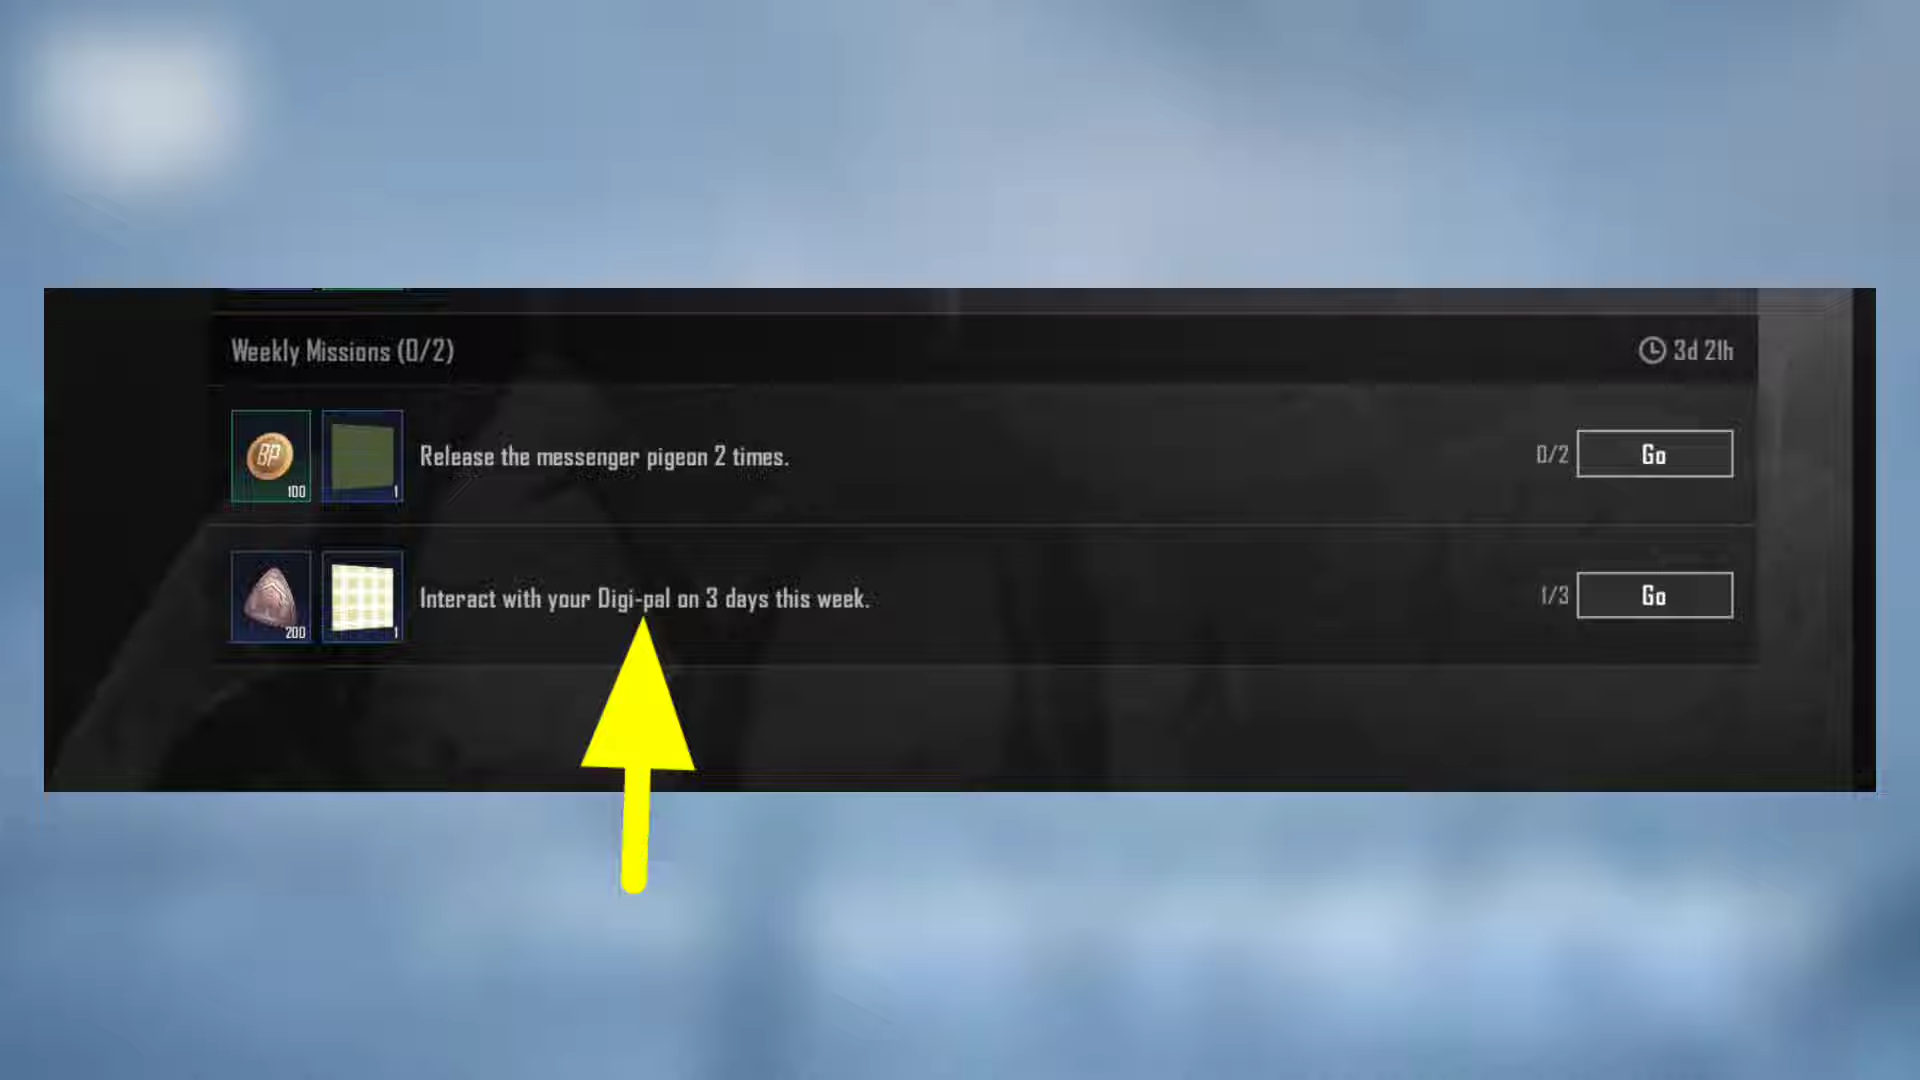 Weekly Missions (0/2)
3d 21h
BP
100
1
Release the messenger pigeon 2 times.
0/2
Go
200
1
Interact with your Digi-pal on 3 days this week.
1/3
Go